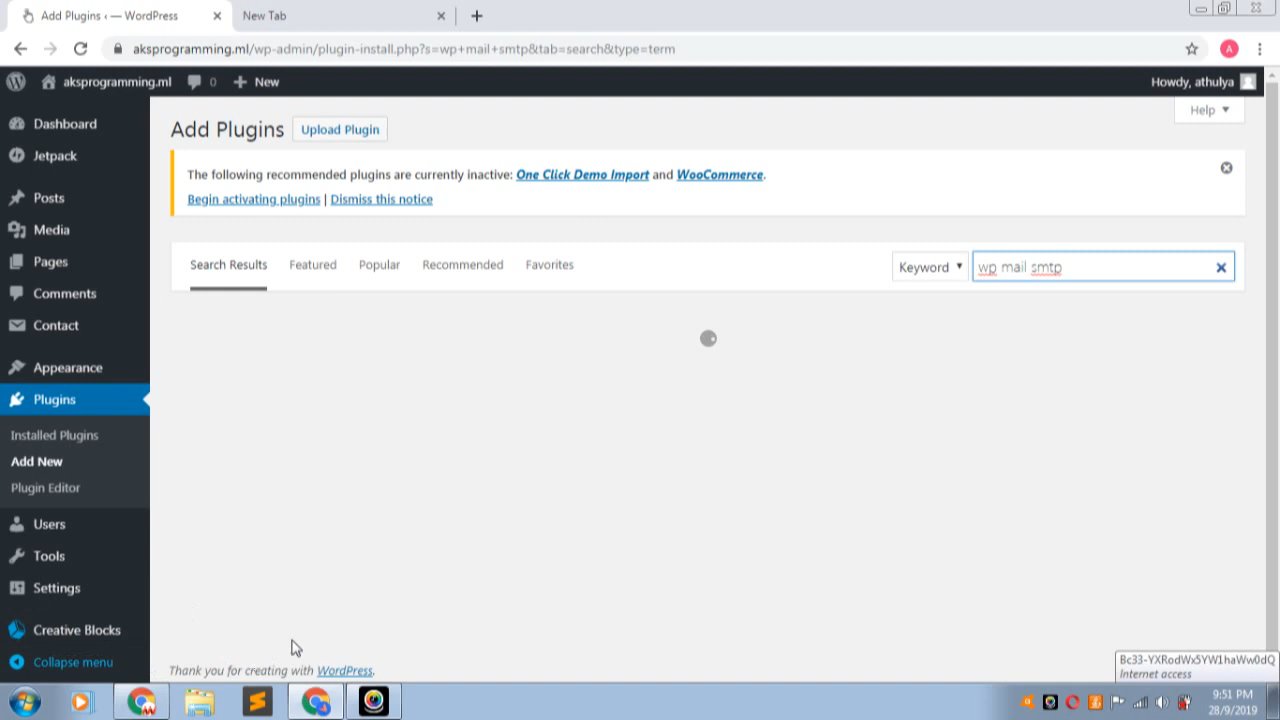 Add Plugins ‹ — WordPress
New Tab
aksprogramming.ml/wp-admin/plugin-install.php?s=wp+mail+smtp&tab=search&type=term
A
aksprogramming.ml
0
New
Howdy, athulya
Help
Dashboard
Jetpack
Posts
Media
Pages
Comments
Contact
Appearance
Plugins
Installed Plugins
Add New
Plugin Editor
Users
Tools
Settings
Creative Blocks
Collapse menu
Add Plugins
Upload Plugin
The following recommended plugins are currently inactive: One Click Demo Import and WooCommerce.
Begin activating plugins | Dismiss this notice
Search Results
Featured
Popular
Recommended
Favorites
Keyword
wp mail smtp
Thank you for creating with WordPress.
Bc33-YXRodWx5YW1haWw0dQ
Internet access
9:51 PM
28/9/2019